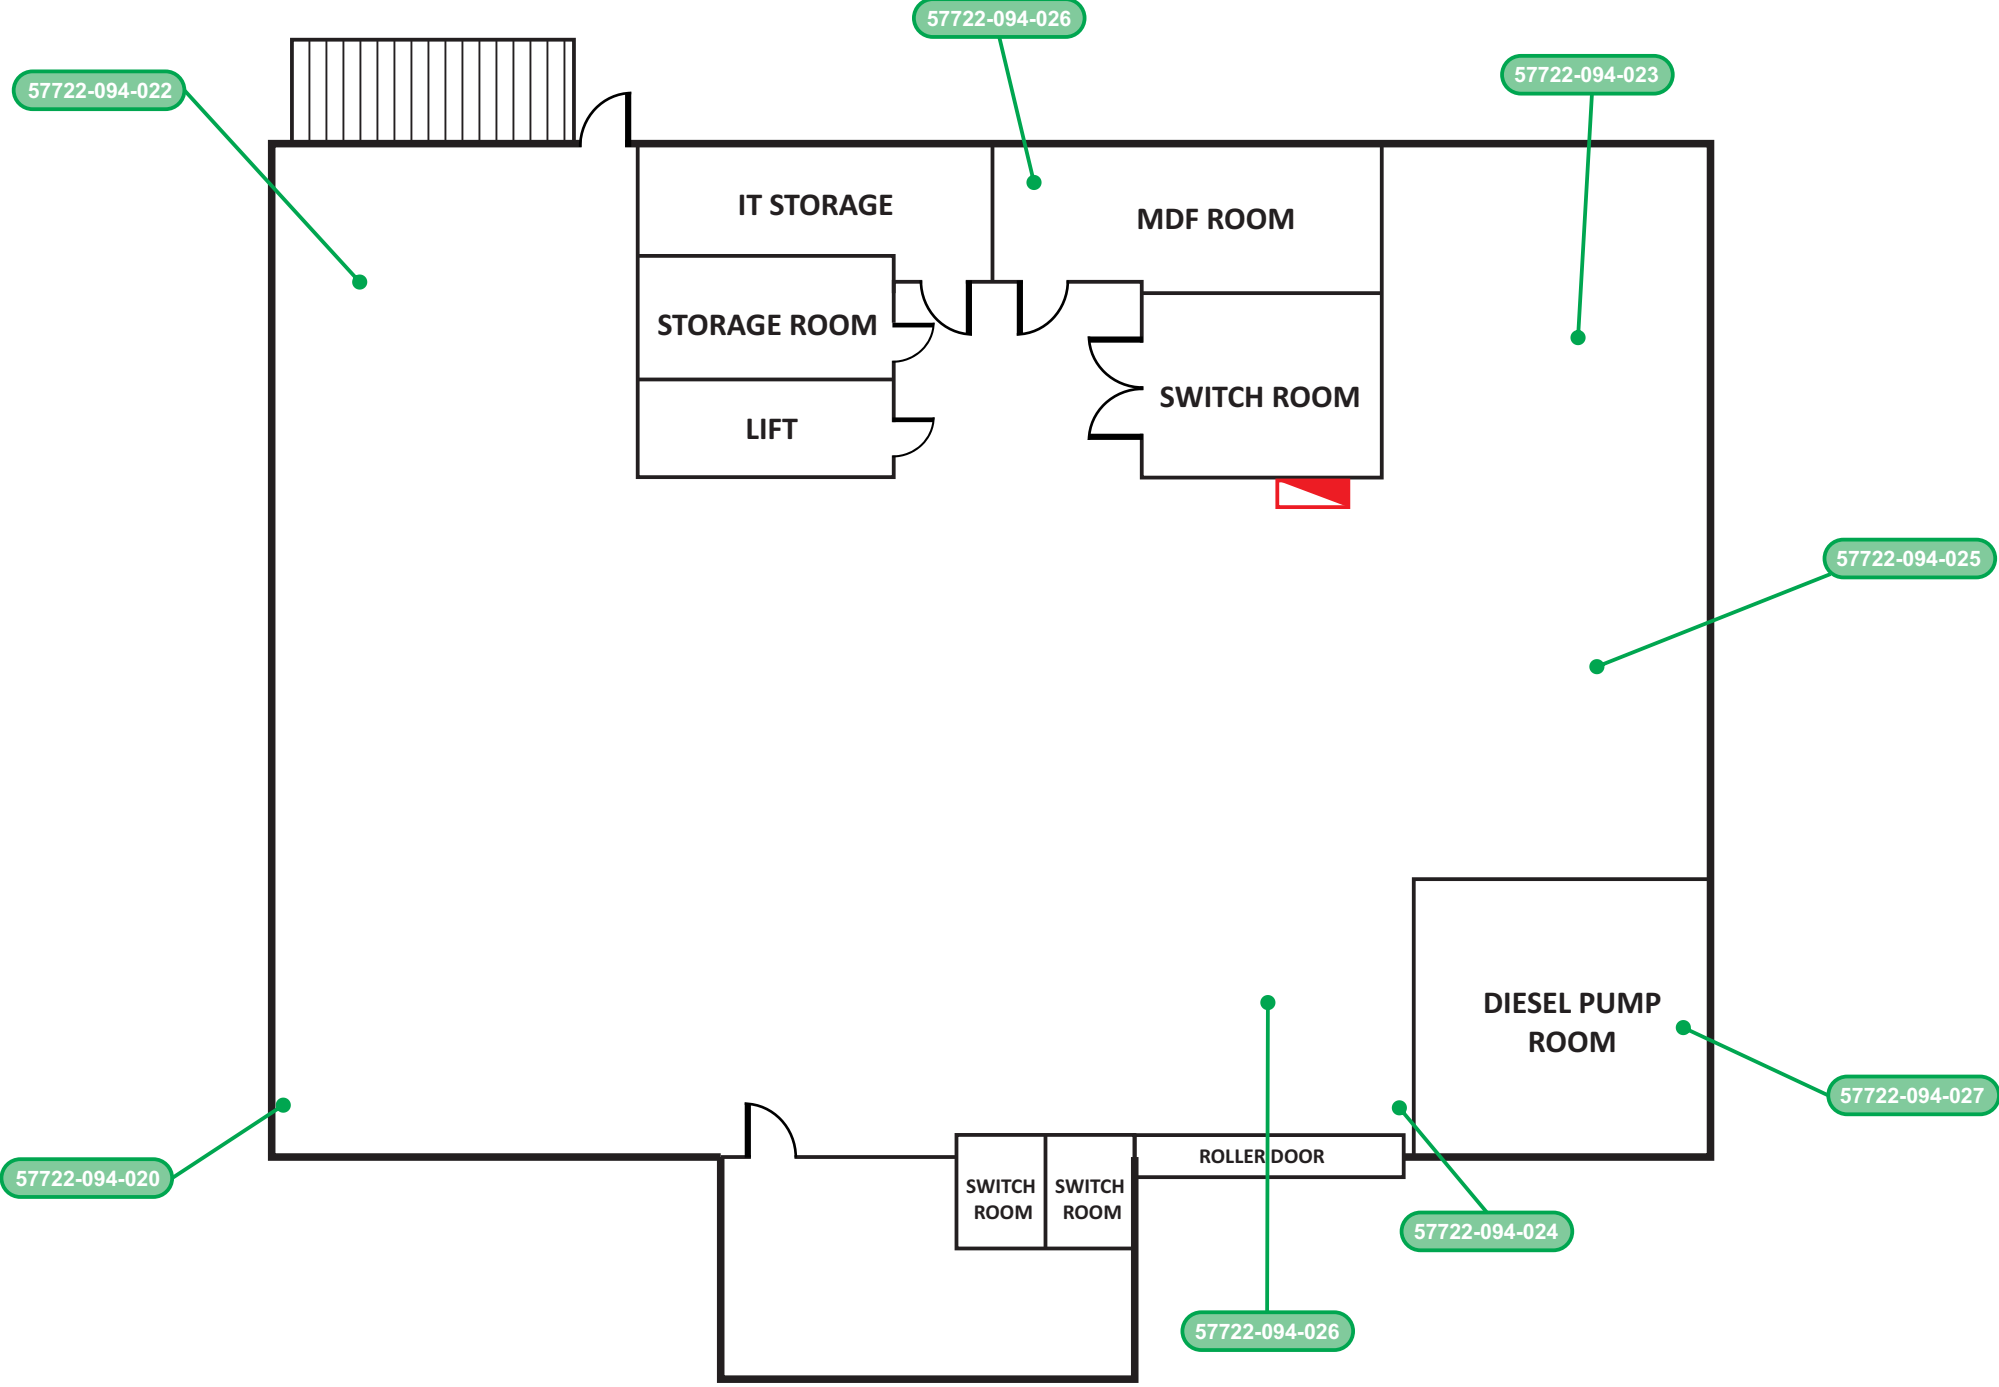 57722-094-026
57722-094-023
57722-094-022
IT STORAGE
MDF ROOM
STORAGE ROOM
SWITCH ROOM
LIFT
57722-094-025
DIESEL PUMP
ROOM
57722-094-027
ROLLER DOOR
57722-094-020
SWITCH
ROOM
SWITCH
ROOM
57722-094-024
57722-094-026